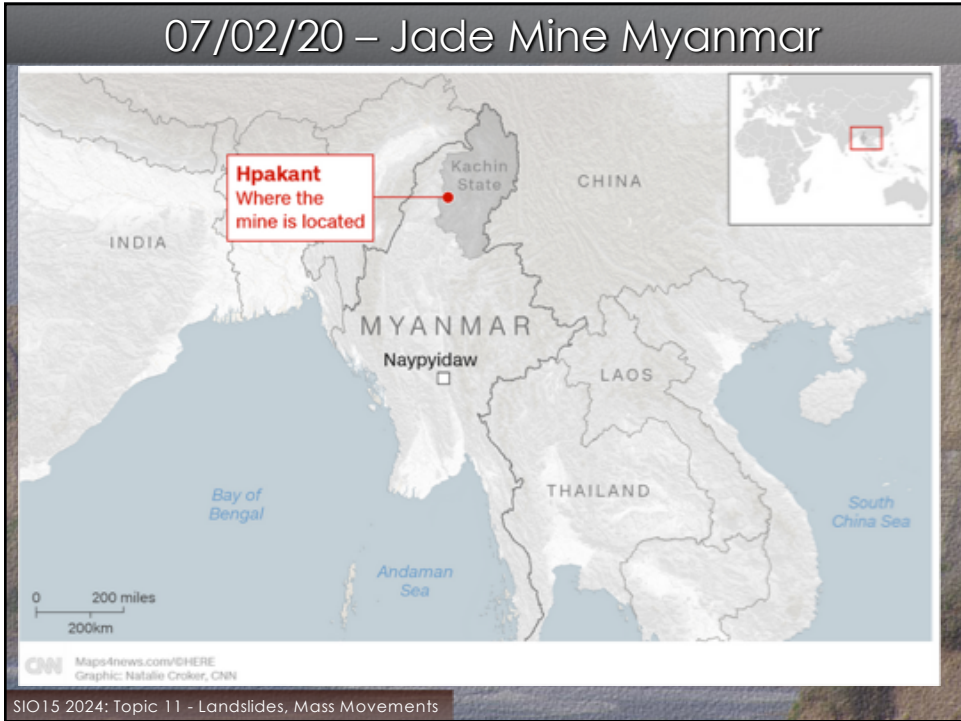 07/02/20 – Jade Mine Myanmar
Hpakant
Where the
mine is located
Kachin
State
CHINA
INDIA
MYANMAR
Naypyidaw
LAOS
Bay of
Bengal
THAILAND
South
China Sea
Andaman
Sea
0 200 miles
200km
CNN Maps4news.com/©HERE
Graphic: Natalie Croker, CNN
SIO15 2024: Topic 11 - Landslides, Mass Movements